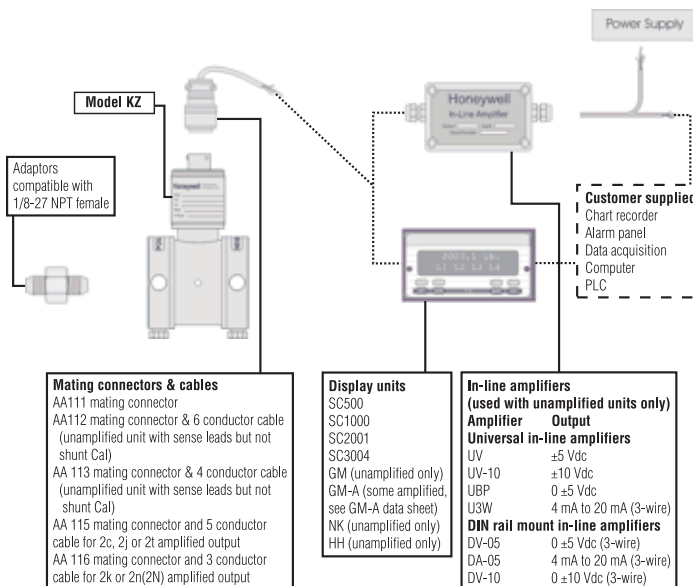 Power Supply
Model KZ
Honeywell
In-Line Amplifier
Adaptors
compatible with
1/8-27 NPT female
Honeywell
Customer supplied
Chart recorder
Alarm panel
Data acquisition
Computer
PLC
L1 L2 L3 L4
Mating connectors & cables
AA111 mating connector
AA112 mating connector & 6 conductor cable
(unamplified unit with sense leads but not
shunt Cal)
AA 113 mating connector & 4 conductor cable
(unamplified unit with sense leads but not
shunt Cal)
AA 115 mating connector and 5 conductor
cable for 2c, 2j or 2t amplified output
AA 116 mating connector and 3 conductor
cable for 2k or 2n(2N) amplified output
Display units
SC500
SC1000
SC2001
SC3004
GM (unamplified only)
GM-A (some amplified,
see GM-A data sheet)
NK (unamplified only)
HH (unamplified only)
In-line amplifiers
(used with unamplified units only)
Amplifier Output
Universal in-line amplifiers
UV ±5 Vdc
UV-10 ±10 Vdc
UBP 0 ±5 Vdc
U3W 4 mA to 20 mA (3-wire)
DIN rail mount in-line amplifiers
DV-05 0 ±5 Vdc (3-wire)
DA-05 4 mA to 20 mA (3-wire)
DV-10 0 ±10 Vdc (3-wire)